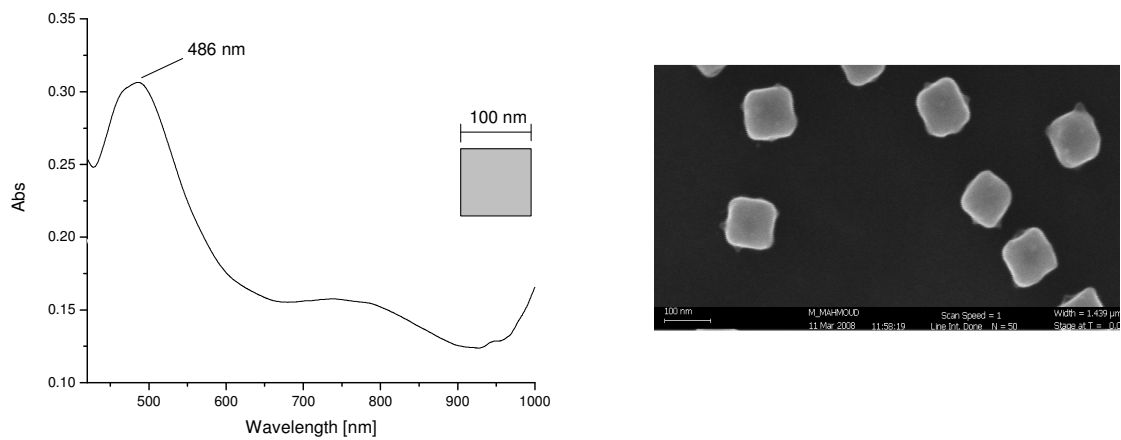 0.35
0.30
0.25
0.20
0.15
0.10
Abs
486 nm
100 nm
500
600
700
800
900
1000
Wavelength [nm]
100 nm
M_MAHMOUD
11 Mar 2008 11:58:19
Scan Speed = 1
Line Int. Done N = 50
Width = 1.439 µm
Stage at T = 0.0